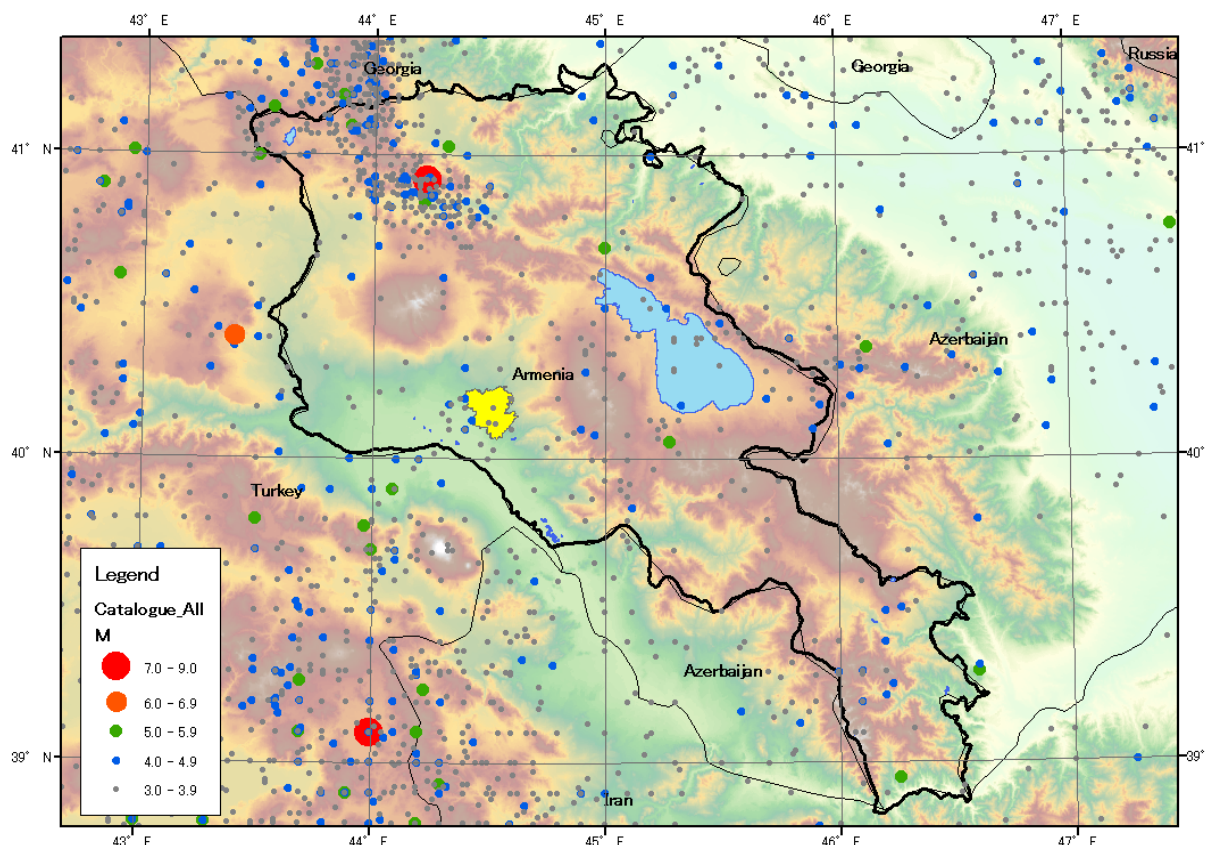 43° E 44° E 45° E 46° E 47° E
Georgia Georgia Russia
41° N 41° N
Azerbaijan
Armenia
40° N 40° N
Turkey
Legend
Catalogue_All
M
7.0 - 9.0
6.0 - 6.9
5.0 - 5.9
4.0 - 4.9
3.0 - 3.9
Azerbaijan
39° N 39° N
Iran
43° E 44° E 45° E 46° E 47° E